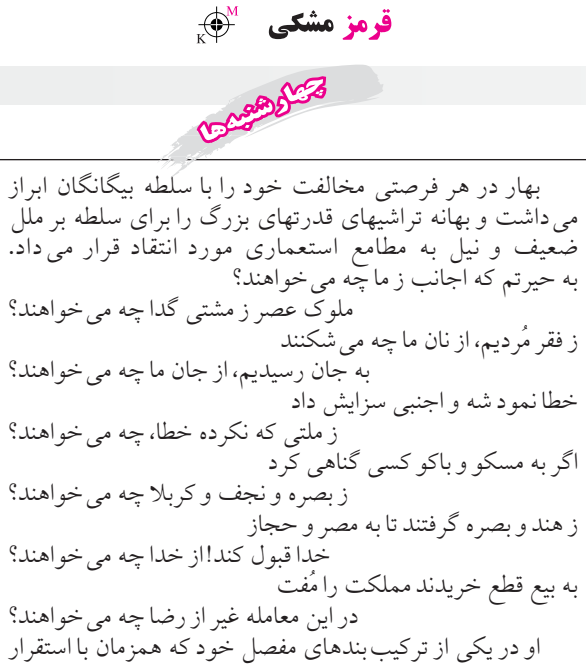 قرمز مشکی
M
K
چهارشنبه‌ها
بهار در هر فرصتی مخالفت خود را با سلطه بیگانگان ابراز
می‌داشت و بهانه تراشیهای قدرتهای بزرگ را برای سلطه بر ملل
ضعیف و نیل به مطامع استعماری مورد انتقاد قرار می‌داد.
به حیرتم که اجانب ز ما چه می‌خواهند؟
ملوک عصر ز مشتی گدا چه می‌خواهند؟
ز فقر مُردیم، از نان ما چه می‌شکنند
به جان رسیدیم، از جان ما چه می‌خواهند؟
خطا نمود شه و اجنبی سزایش داد
ز ملتی که نکرده خطا، چه می‌خواهند؟
اگر به مسکو و باکو کسی گناهی کرد
ز بصره و نجف و کربلا چه می‌خواهند؟
ز هند و بصره گرفتند تا به مصر و حجاز
خدا قبول کند! از خدا چه می‌خواهند؟
به بیع قطع خریدند مملکت را مُفت
در این معامله غیر از رضا چه می‌خواهند؟
او در یکی از ترکیب‌بندهای مفصل خود که همزمان با استقرار